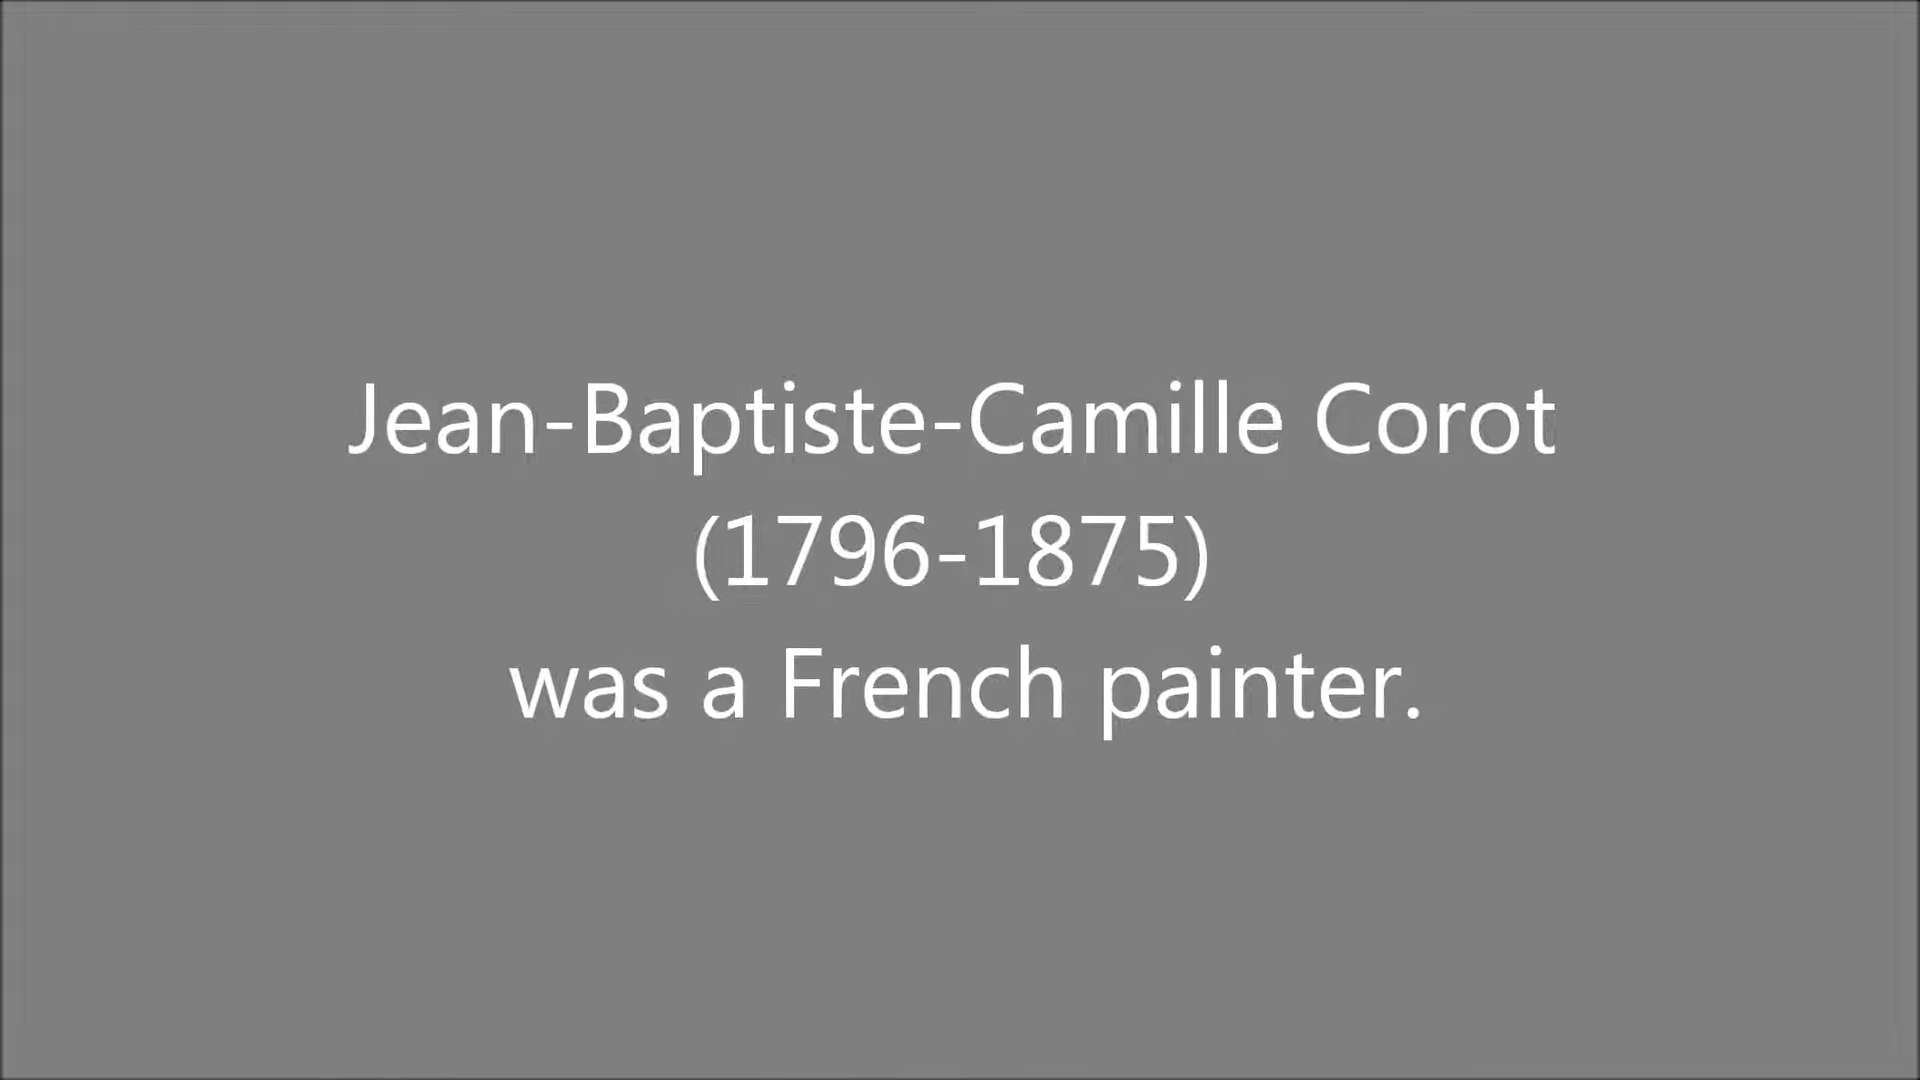 Jean-Baptiste-Camille Corot
(1796-1875)
was a French painter.